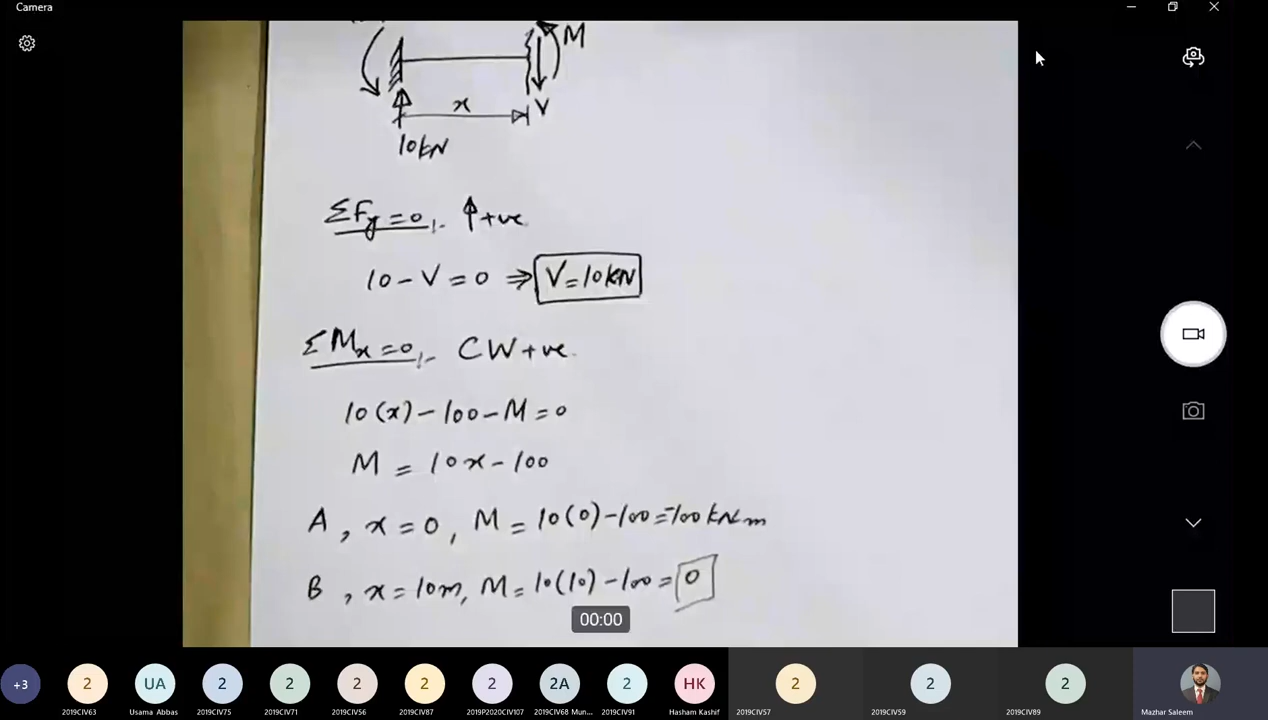 Camera
M
x
V
10kN
ΣFy=0:- ↑+ve
10-V=0 ⇒ V=10kN
ΣMx=0:- CW+ve.
10(x)-100-M=0
M = 10x-100
A, x=0, M=10(0)-100=-100kNm
B, x=10m, M=10(10)-100=0
00:00
+3 2 UA 2 2 2 2 2 2A 2 HK 2 2 2
2019CIV63 Usama Abbas 2019CIV75 2019CIV71 2019CIV56 2019CIV87 2019P2020CIV107 2019CIV68 Mun... 2019CIV91 Hasham Kashif 2019CIV57 2019CIV59 2019CIV89 Mazhar Saleem